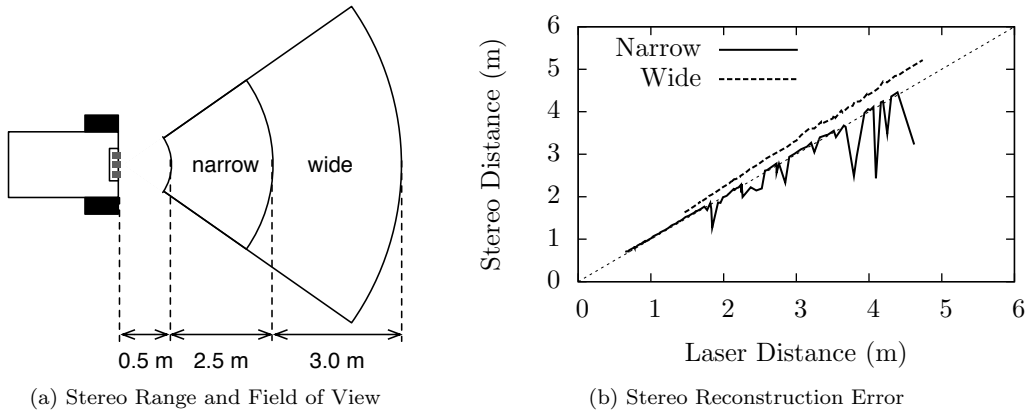 narrow
wide
0.5 m
2.5 m
3.0 m
(a) Stereo Range and Field of View
6
5
4
3
2
1
0
Stereo Distance (m)
Narrow
Wide
0 1 2 3 4 5 6
Laser Distance (m)
(b) Stereo Reconstruction Error